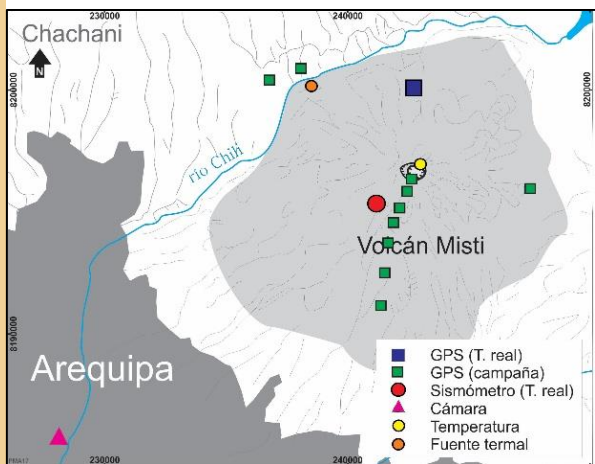 230000
240000
Chachani
N
8200000
8200000
río Chili
Volcán Misti
8190000
Arequipa
GPS (T. real)
GPS (campaña)
Sismómetro (T. real)
Cámara
Temperatura
Fuente termal
230000
240000